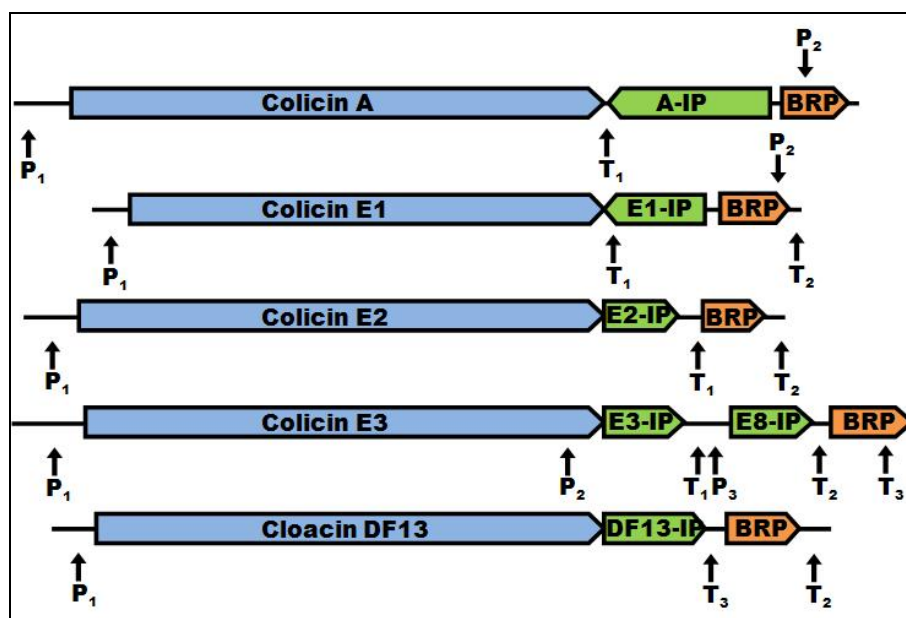 P₂
Colicin A A-IP BRP
P₁ T₁ P₂
Colicin E1 E1-IP BRP
P₁ T₁ T₂
Colicin E2 E2-IP BRP
P₁ T₁ T₂
Colicin E3 E3-IP E8-IP BRP
P₁ P₂ T₁ P₃ T₂ T₃
Cloacin DF13 DF13-IP BRP
P₁ T₃ T₂